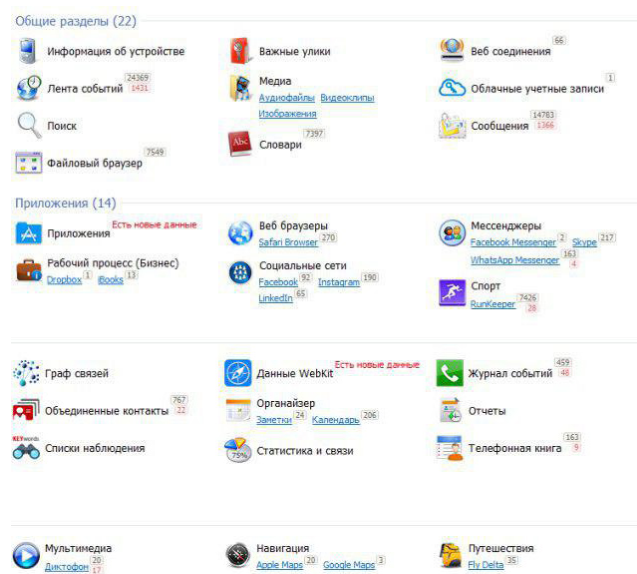 Общие разделы (22)
Информация об устройстве
Важные улики
Веб соединения 66
Лента событий 24369 1431
Медиа
Аудиофайлы Видеоклипы
Изображения
Облачные учетные записи 1
Поиск
Abc Словари 7397
Сообщения 14783 1366
Файловый браузер 7549
Приложения (14)
Приложения Есть новые данные
Веб браузеры
Safari Browser 270
Мессенджеры
Facebook Messenger 2 Skype 217
WhatsApp Messenger 163 4
Рабочий процесс (Бизнес)
Dropbox 1 iBooks 13
Социальные сети
Facebook 92 Instagram 190
LinkedIn 65
Спорт
RunKeeper 7426 28
Граф связей
Данные WebKit Есть новые данные
Журнал событий 459 48
Объединенные контакты 767 22
Органайзер
Заметки 24 Календарь 206
Отчеты
KEYwords
Списки наблюдения
75% Статистика и связи
Телефонная книга 163 9
Мультимедиа
Диктофон 20 17
Навигация
Apple Maps 20 Google Maps 3
Путешествия
Fly Delta 35